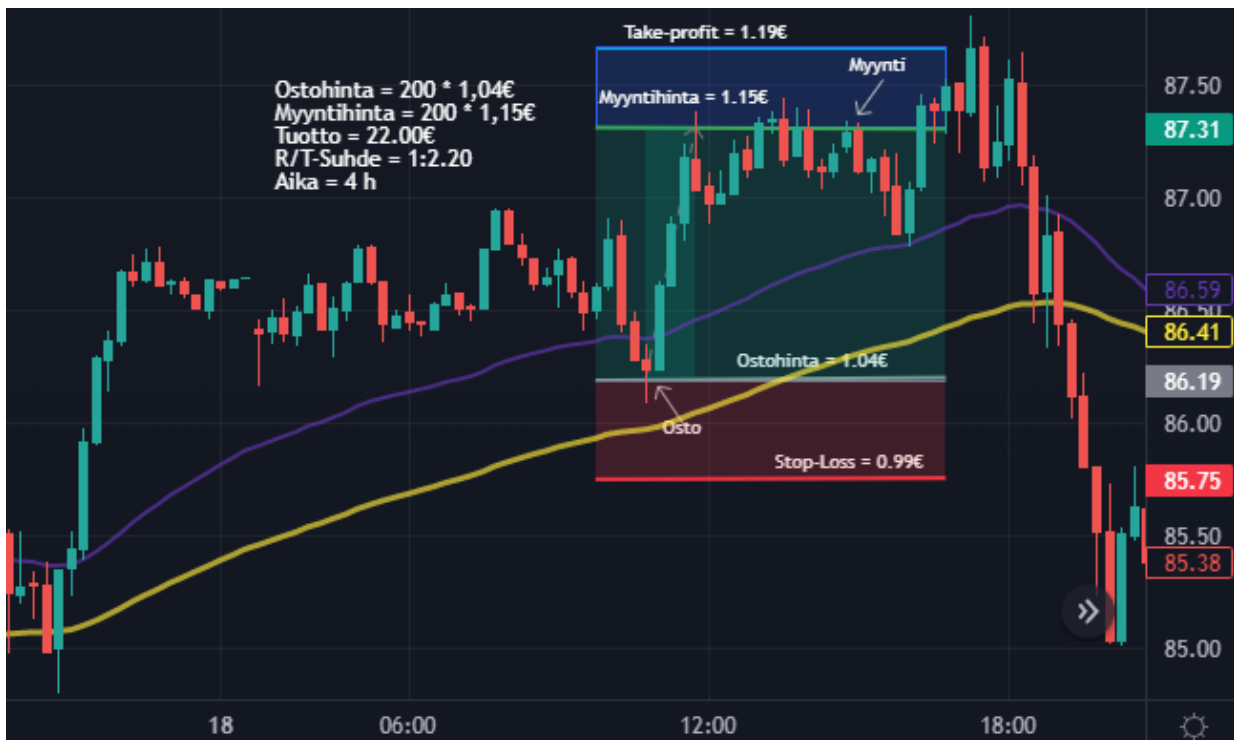 Take-profit = 1.19€
Myynti
Ostohinta = 200 * 1,04€
Myyntihinta = 200 * 1,15€
Tuotto = 22.00€
R/T-Suhde = 1:2.20
Aika = 4 h
Myyntihinta = 1.15€
Ostohinta = 1.04€
Osto
Stop-Loss = 0.99€
87.50
87.31
87.00
86.59
86.50
86.41
86.19
86.00
85.75
85.50
85.38
85.00
18
06:00
12:00
18:00